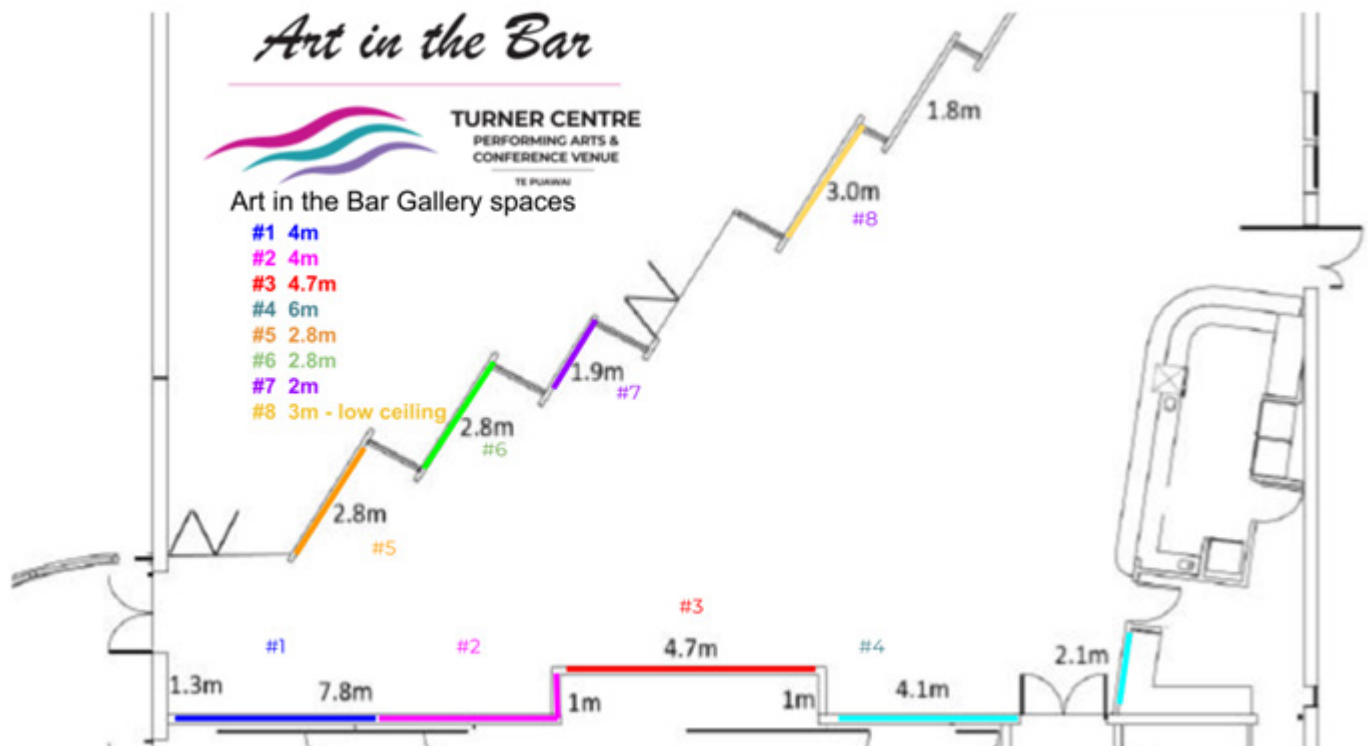 Art in the Bar
TURNER CENTRE
PERFORMING ARTS &
CONFERENCE VENUE
TE PUAWAI
Art in the Bar Gallery spaces
#1 4m
#2 4m
#3 4.7m
#4 6m
#5 2.8m
#6 2.8m
#7 2m
#8 3m - low ceiling
1.8m
3.0m
#8
1.9m
#7
2.8m
#6
2.8m
#5
#3
#1
#2
4.7m
#4
2.1m
1.3m
7.8m
1m
1m
4.1m